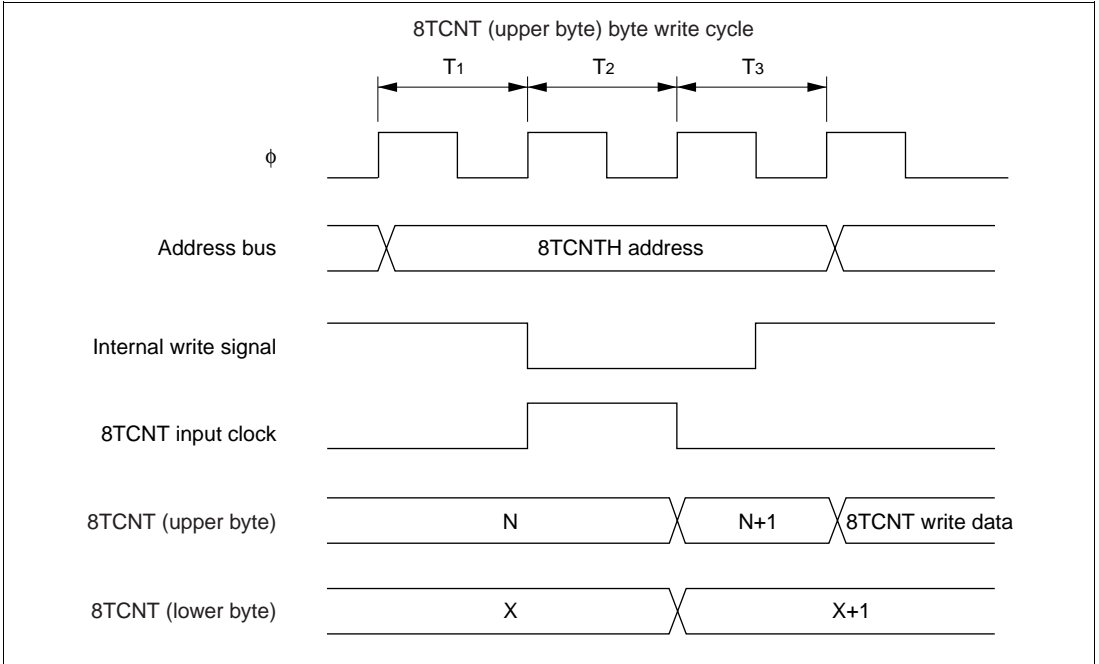 8TCNT (upper byte) byte write cycle
T1 T2 T3
φ
Address bus 8TCNTH address
Internal write signal
8TCNT input clock
8TCNT (upper byte) N N+1 8TCNT write data
8TCNT (lower byte) X X+1